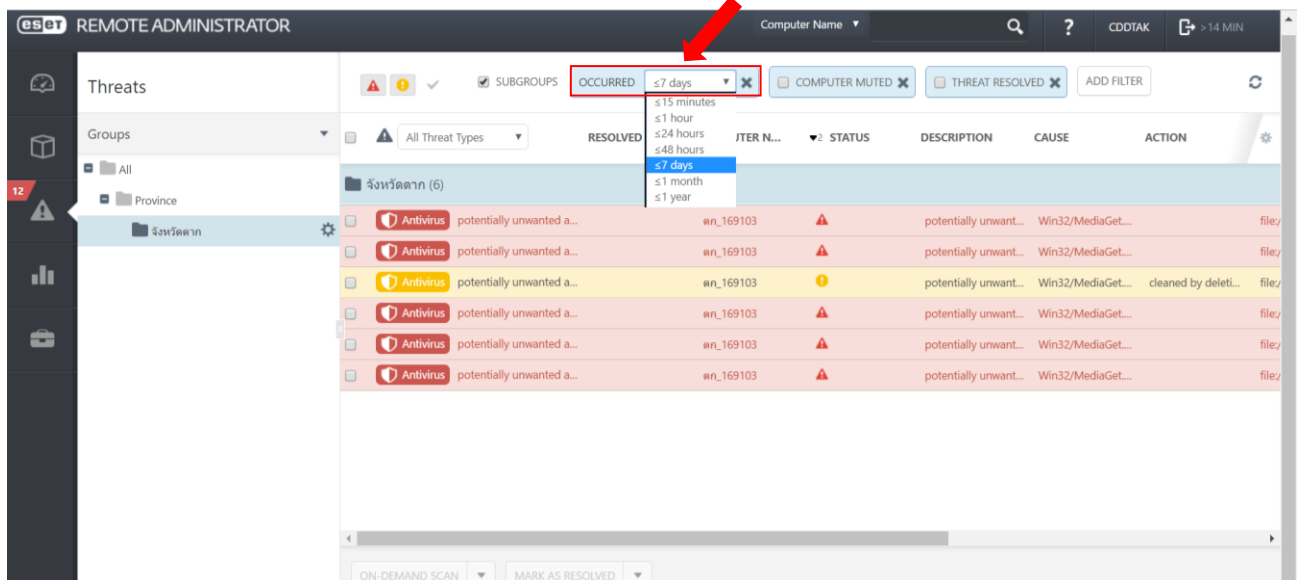 eset REMOTE ADMINISTRATOR Computer Name ? CDDTAK >14 MIN
Threats SUBGROUPS OCCURRED ≤7 days COMPUTER MUTED THREAT RESOLVED ADD FILTER
≤15 minutes
≤1 hour
≤24 hours
≤48 hours
≤7 days
≤1 month
≤1 year
Groups All Threat Types RESOLVED UTER N... 2 STATUS DESCRIPTION CAUSE ACTION
All
12
Province
จังหวัดตาก
จังหวัดตาก (6)
Antivirus potentially unwanted a... ตก_169103 potentially unwant... Win32/MediaGet.... file:/
Antivirus potentially unwanted a... ตก_169103 potentially unwant... Win32/MediaGet.... file:/
Antivirus potentially unwanted a... ตก_169103 potentially unwant... Win32/MediaGet.... cleaned by deleti... file:/
Antivirus potentially unwanted a... ตก_169103 potentially unwant... Win32/MediaGet.... file:/
Antivirus potentially unwanted a... ตก_169103 potentially unwant... Win32/MediaGet.... file:/
Antivirus potentially unwanted a... ตก_169103 potentially unwant... Win32/MediaGet.... file:/
ON-DEMAND SCAN MARK AS RESOLVED